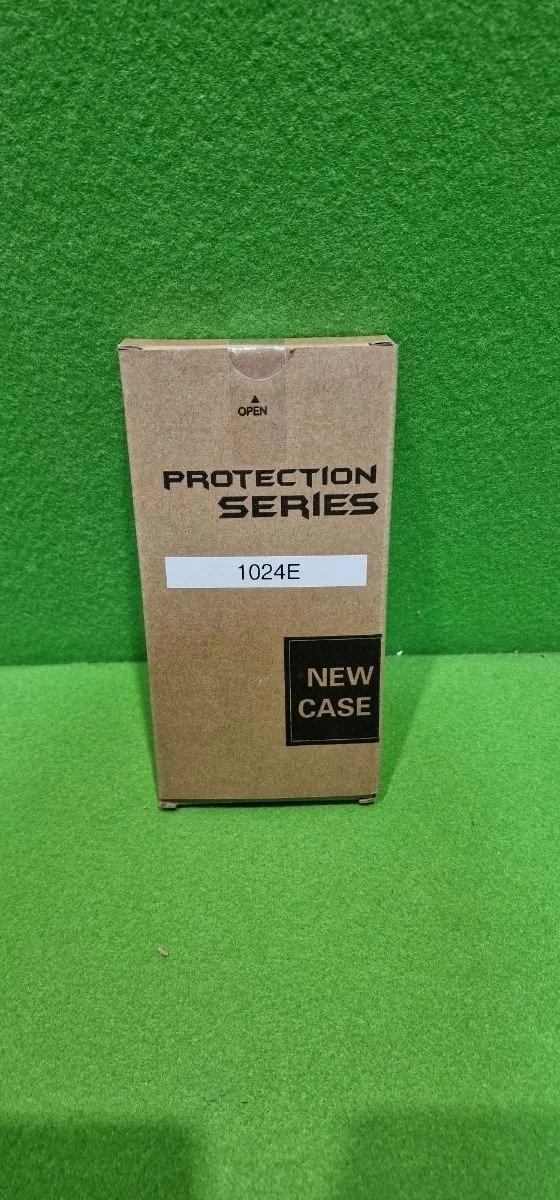 ▲
OPEN
PROTECTION
SERIES
1024E
NEW
CASE